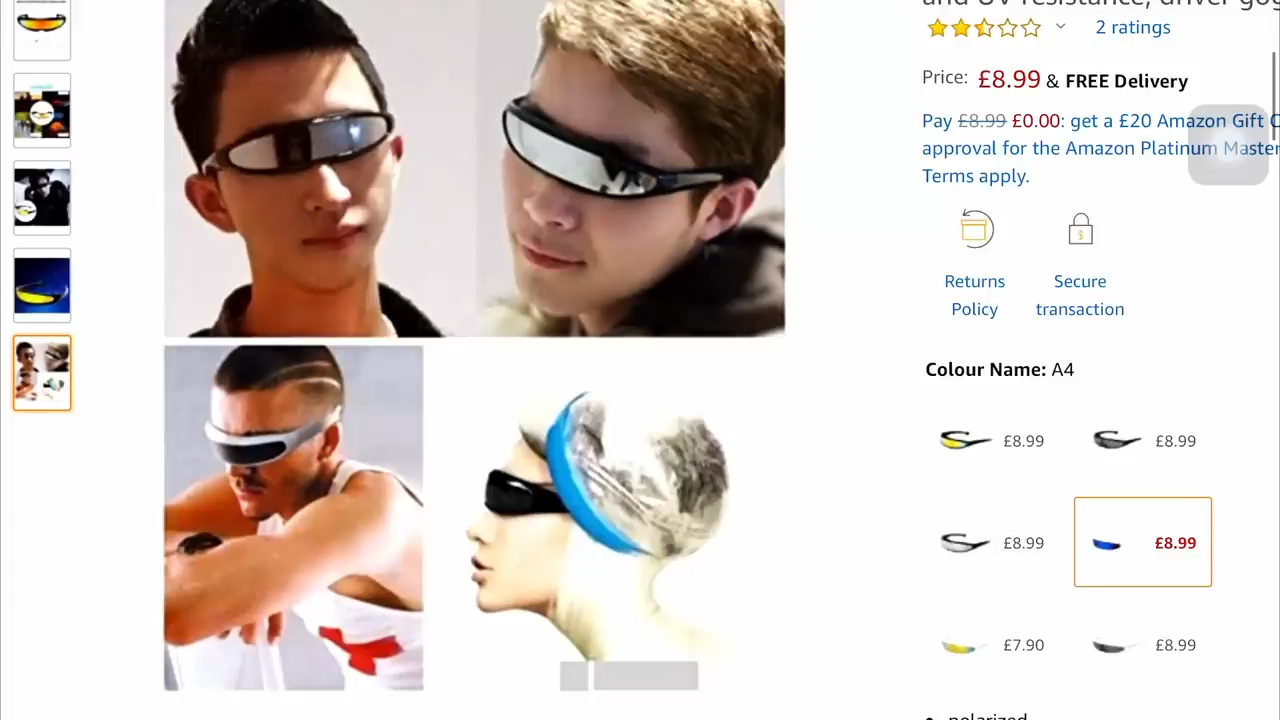 2 ratings
Price: £8.99 & FREE Delivery
Pay £8.99 £0.00: get a £20 Amazon Gift
approval for the Amazon Platinum
Terms apply.
Returns
Policy
Secure
transaction
Colour Name: A4
£8.99
£8.99
£8.99
£8.99
£7.90
£8.99